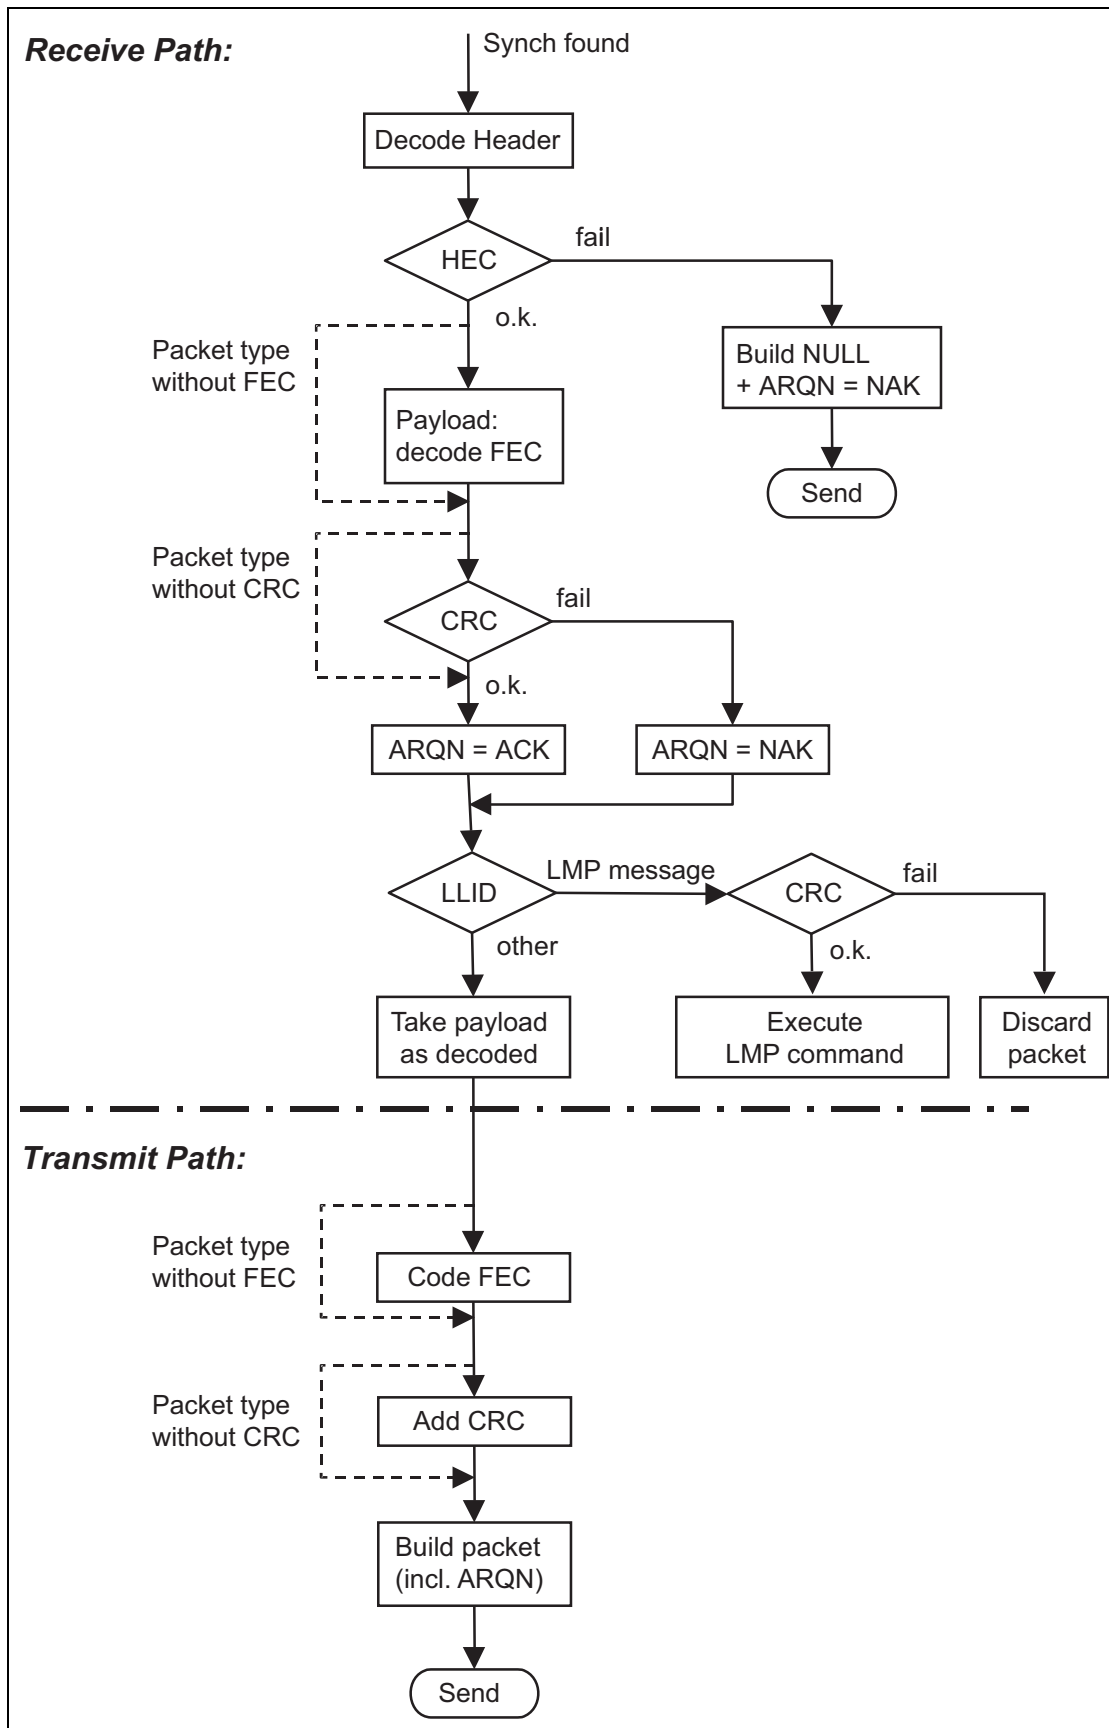 Receive Path:
Synch found
Decode Header
HEC
fail
o.k.
Packet type
without FEC
Build NULL
+ ARQN = NAK
Payload:
decode FEC
Send
Packet type
without CRC
CRC
fail
o.k.
ARQN = ACK
ARQN = NAK
LLID
LMP message
CRC
fail
other
o.k.
Take payload
as decoded
Execute
LMP command
Discard
packet
Transmit Path:
Packet type
without FEC
Code FEC
Packet type
without CRC
Add CRC
Build packet
(incl. ARQN)
Send